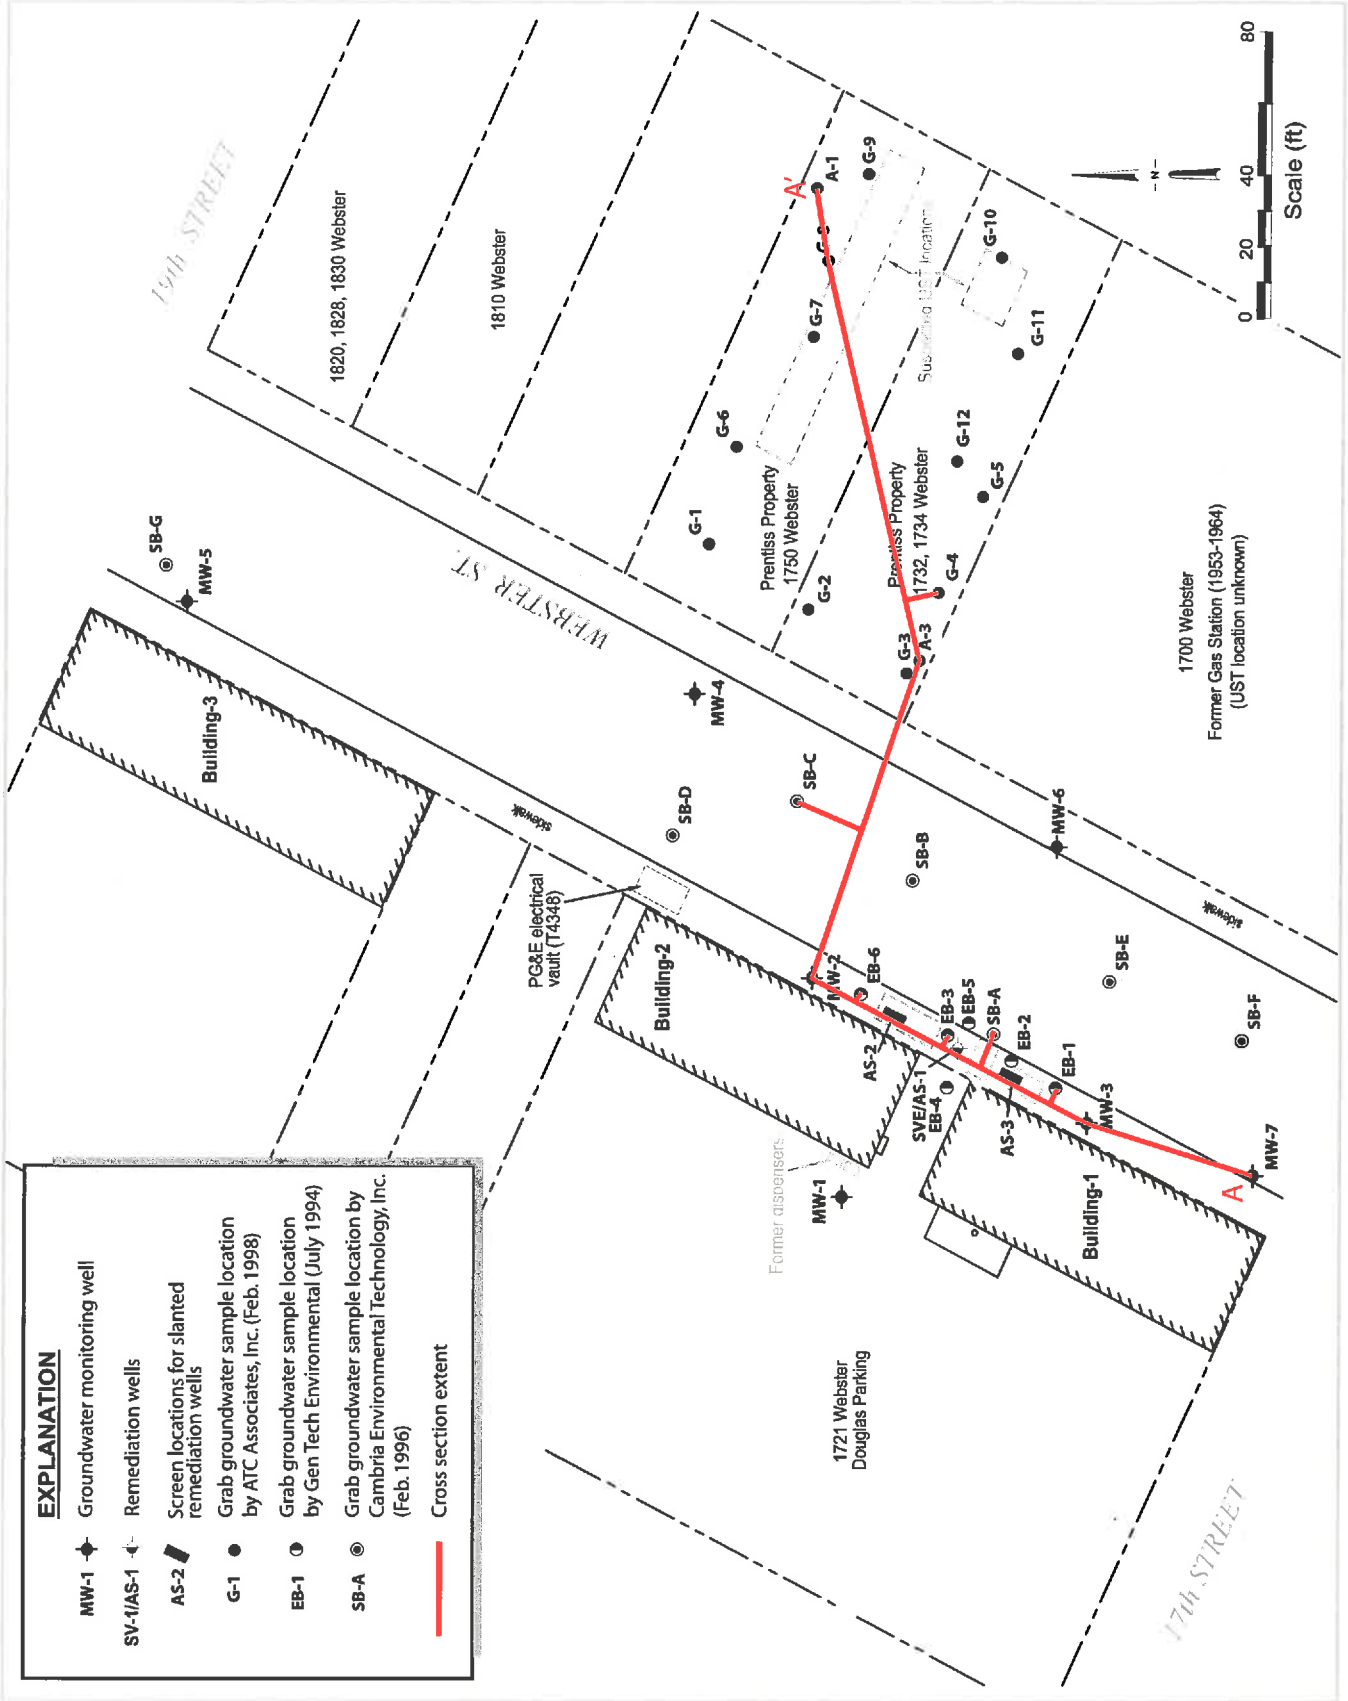 EXPLANATION
MW-1 Groundwater monitoring well
SV-1/AS-1 Remediation wells
AS-2 Screen locations for slanted
remediation wells
G-1 Grab groundwater sample location
by ATC Associates, Inc. (Feb. 1998)
EB-1 Grab groundwater sample location
by Gen Tech Environmental (July 1994)
SB-A Grab groundwater sample location by
Cambria Environmental Technology, Inc.
(Feb. 1996)
Cross section extent
19th STREET
1820, 1828, 1830 Webster
1810 Webster
SB-G
MW-5
Building-3
WEBSTER ST.
G-6
G-1
Prentiss Property
1750 Webster
G-2
G-7
A'
A-1
G-9
G-8
Suspected UST locations
G-10
G-11
G-12
G-5
Prentiss Property
1732, 1734 Webster
G-4
G-3
A-3
MW-4
SB-C
SB-D
sidewalk
PG&E electrical
vault (T4348)
Building-2
MW-2
EB-6
SB-B
MW-6
AS-2
EB-3
EB-5
SB-A
EB-2
EB-1
SVE/AS-1
EB-4
AS-3
MW-3
SB-E
SB-F
sidewalk
MW-7
A
Former dispensers
MW-1
Building-1
1721 Webster
Douglas Parking
17th STREET
1700 Webster
Former Gas Station (1953-1964)
(UST location unknown)
N
0 20 40 80
Scale (ft)